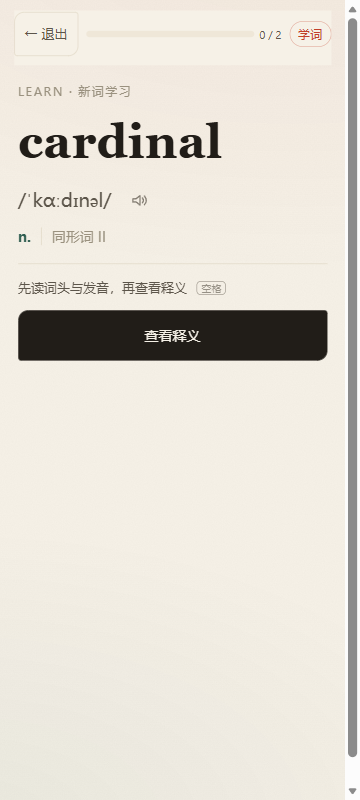 ← 退出 0 / 2 学词
LEARN · 新词学习
cardinal
/ˈkɑːdɪnəl/
n. 同形词 II
先读词头与发音，再查看释义 空格
查看释义